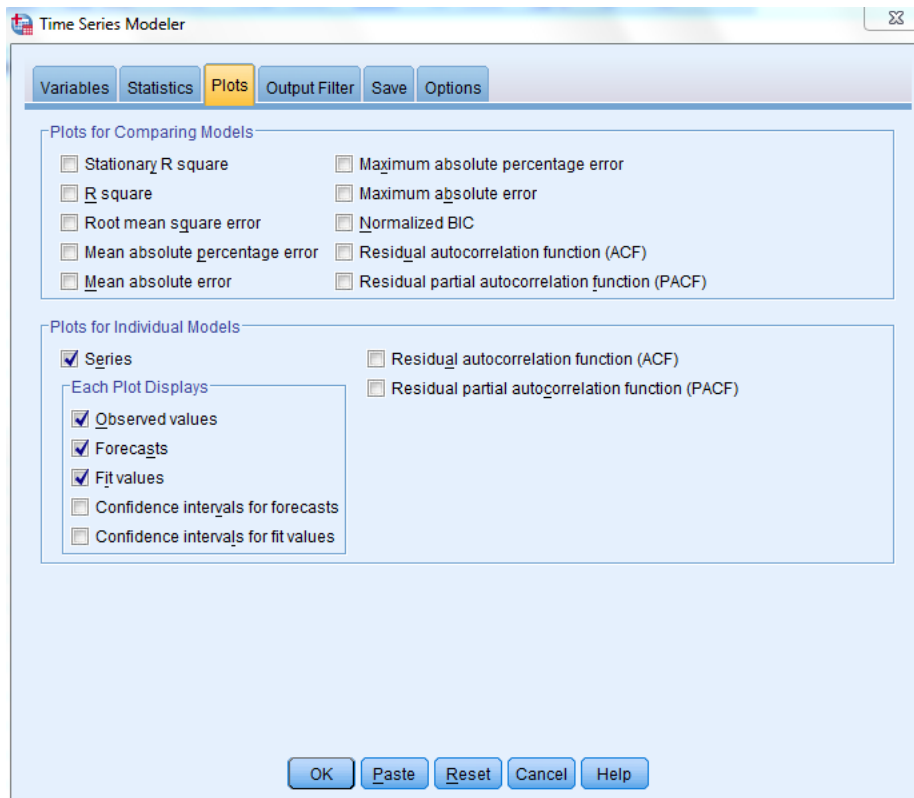 Time Series Modeler
Variables Statistics Plots Output Filter Save Options
Plots for Comparing Models
Stationary R square
R square
Root mean square error
Mean absolute percentage error
Mean absolute error
Maximum absolute percentage error
Maximum absolute error
Normalized BIC
Residual autocorrelation function (ACF)
Residual partial autocorrelation function (PACF)
Plots for Individual Models
Series
Each Plot Displays
Observed values
Forecasts
Fit values
Confidence intervals for forecasts
Confidence intervals for fit values
Residual autocorrelation function (ACF)
Residual partial autocorrelation function (PACF)
OK Paste Reset Cancel Help